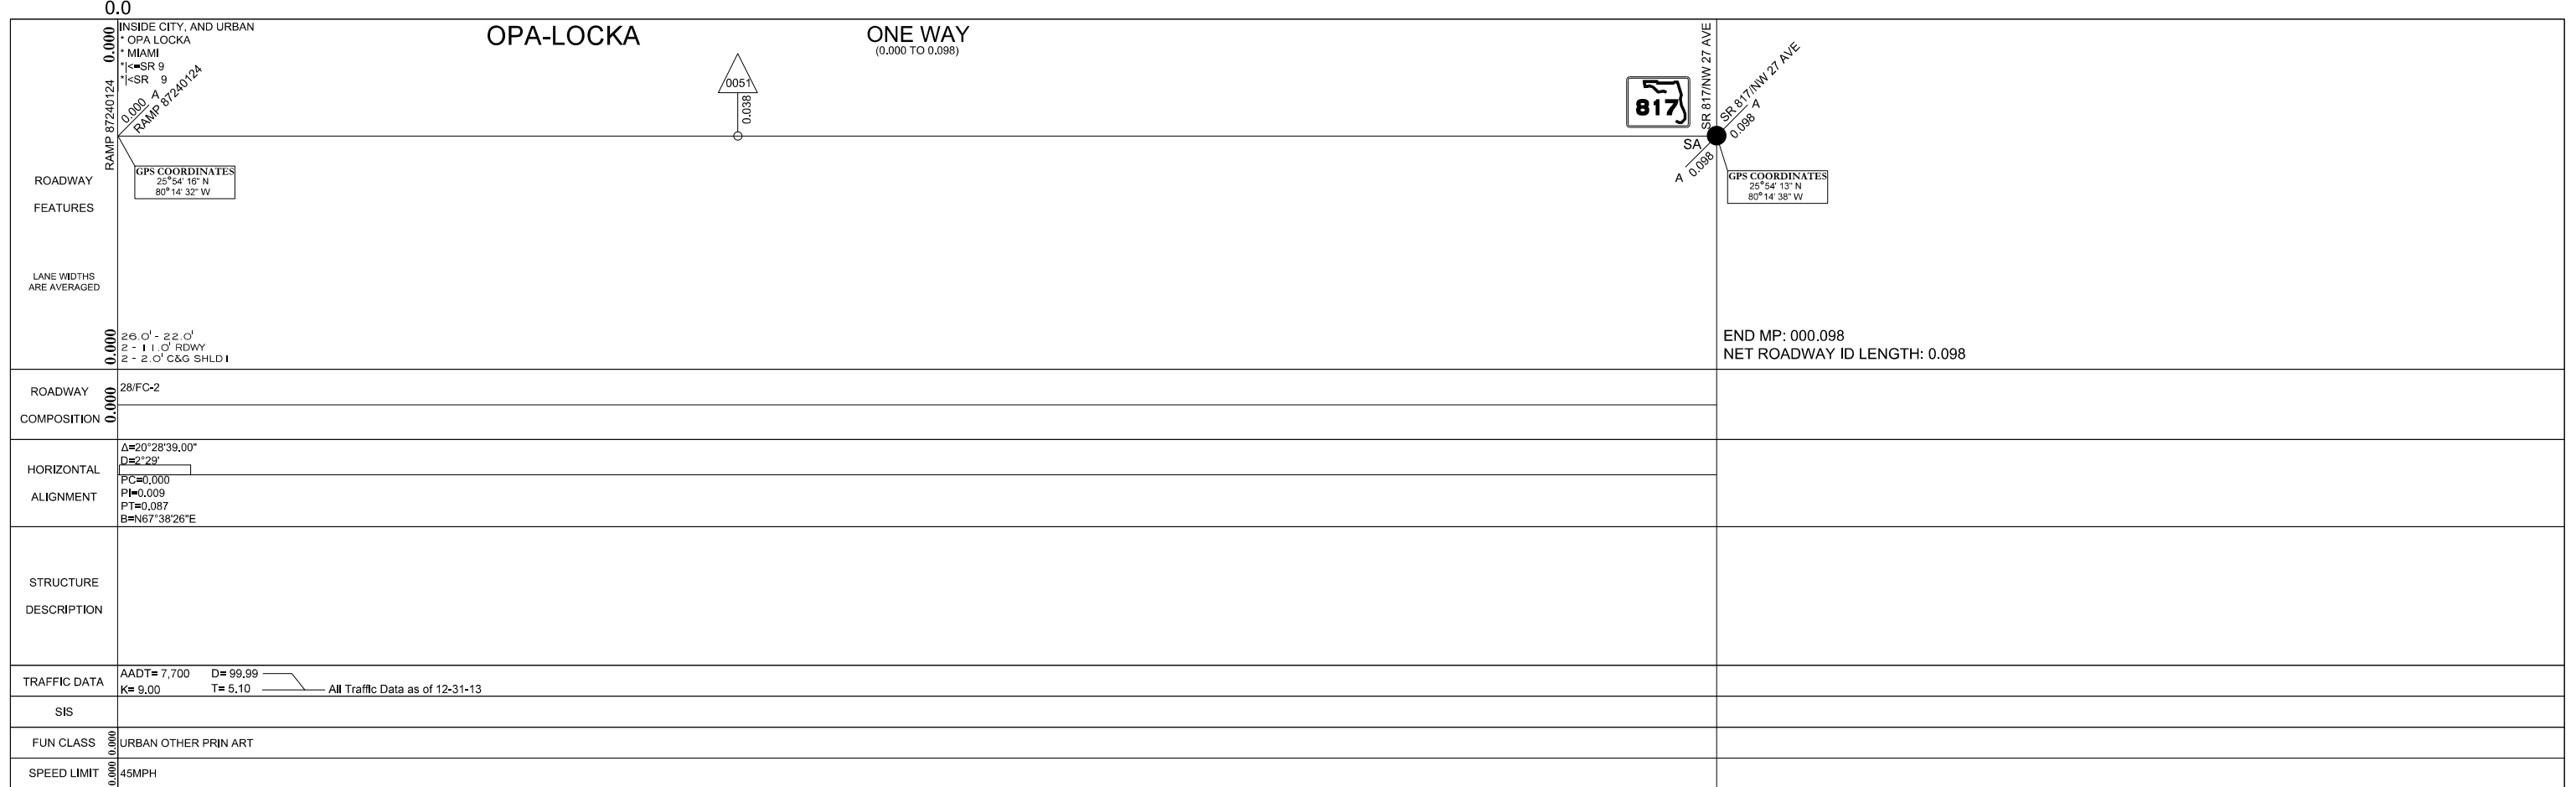 0.0
0.000
INSIDE CITY, AND URBAN
* OPA LOCKA
* MIAMI
*|<=SR 9
*|<SR 9
RAMP 87240124
0.000 A
RAMP 87240124
OPA-LOCKA
ONE WAY
(0.000 TO 0.098)
0051
0.038
817
SR 817/NW 27 AVE
SR 817/NW 27 AVE
A
0.098
SA
A 0.098
GPS COORDINATES
25°54' 16" N
80°14' 32" W
GPS COORDINATES
25°54' 13" N
80°14' 38" W
ROADWAY
FEATURES
LANE WIDTHS
ARE AVERAGED
0.000
26.0' - 22.0'
2 - 11.0' RDWY
2 - 2.0' C&G SHLD1
END MP: 000.098
NET ROADWAY ID LENGTH: 0.098
ROADWAY
COMPOSITION
0.000
28/FC-2
HORIZONTAL
ALIGNMENT
Δ=20°28'39.00"
D=2°29'
PC=0.000
PI=0.009
PT=0.087
B=N67°38'26"E
STRUCTURE
DESCRIPTION
TRAFFIC DATA
AADT= 7,700 D= 99.99
K= 9.00 T= 5.10 All Traffic Data as of 12-31-13
SIS
FUN CLASS 0.000 URBAN OTHER PRIN ART
SPEED LIMIT 0.000 45MPH